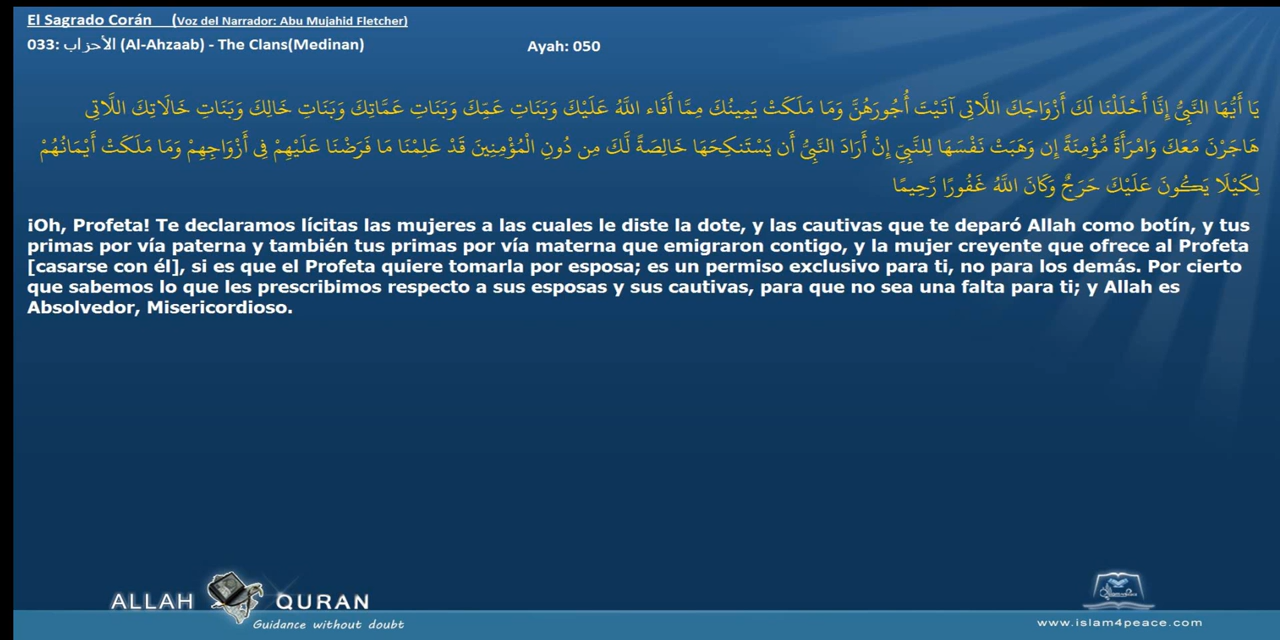 El Sagrado Corán (Voz del Narrador: Abu Mujahid Fletcher)
033: الأحزاب (Al-Ahzaab) - The Clans(Medinan) Ayah: 050
يَا أَيُّهَا النَّبِيُّ إِنَّا أَحْلَلْنَا لَكَ أَزْوَاجَكَ اللَّاتِي آتَيْتَ أُجُورَهُنَّ وَمَا مَلَكَتْ يَمِينُكَ مِمَّا أَفَاء اللَّهُ عَلَيْكَ وَبَنَاتِ عَمِّكَ وَبَنَاتِ عَمَّاتِكَ وَبَنَاتِ خَالِكَ وَبَنَاتِ خَالَاتِكَ اللَّاتِي
هَاجَرْنَ مَعَكَ وَامْرَأَةً مُّؤْمِنَةً إِن وَهَبَتْ نَفْسَهَا لِلنَّبِيِّ إِنْ أَرَادَ النَّبِيُّ أَن يَسْتَنكِحَهَا خَالِصَةً لَّكَ مِن دُونِ الْمُؤْمِنِينَ قَدْ عَلِمْنَا مَا فَرَضْنَا عَلَيْهِمْ فِي أَزْوَاجِهِمْ وَمَا مَلَكَتْ أَيْمَانُهُمْ
لِكَيْلَا يَكُونَ عَلَيْكَ حَرَجٌ وَكَانَ اللَّهُ غَفُورًا رَّحِيمًا
¡Oh, Profeta! Te declaramos lícitas las mujeres a las cuales le diste la dote, y las cautivas que te deparó Allah como botín, y tus
primas por vía paterna y también tus primas por vía materna que emigraron contigo, y la mujer creyente que ofrece al Profeta
[casarse con él], si es que el Profeta quiere tomarla por esposa; es un permiso exclusivo para ti, no para los demás. Por cierto
que sabemos lo que les prescribimos respecto a sus esposas y sus cautivas, para que no sea una falta para ti; y Allah es
Absolvedor, Misericordioso.
ALLAH QURAN
Guidance without doubt
www.islam4peace.com